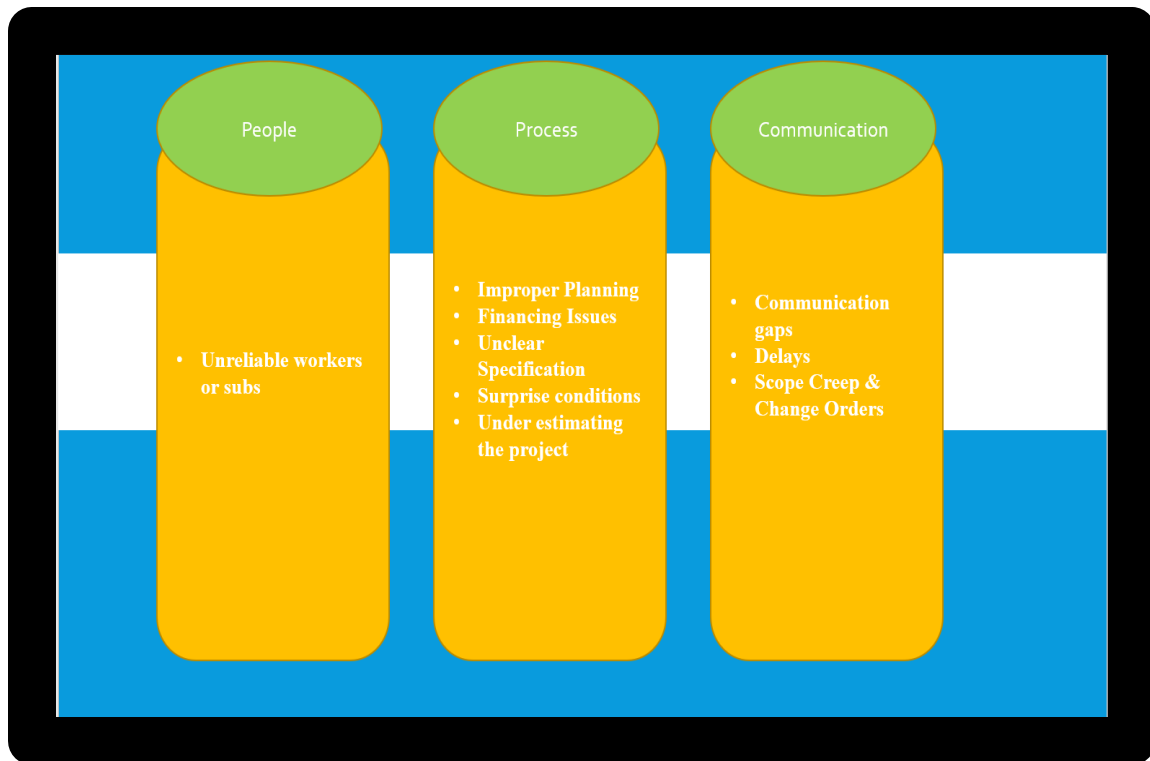 People
• Unreliable workers
or subs
Process
• Improper Planning
• Financing Issues
• Unclear
Specification
• Surprise conditions
• Under estimating
the project
Communication
• Communication
gaps
• Delays
• Scope Creep &
Change Orders